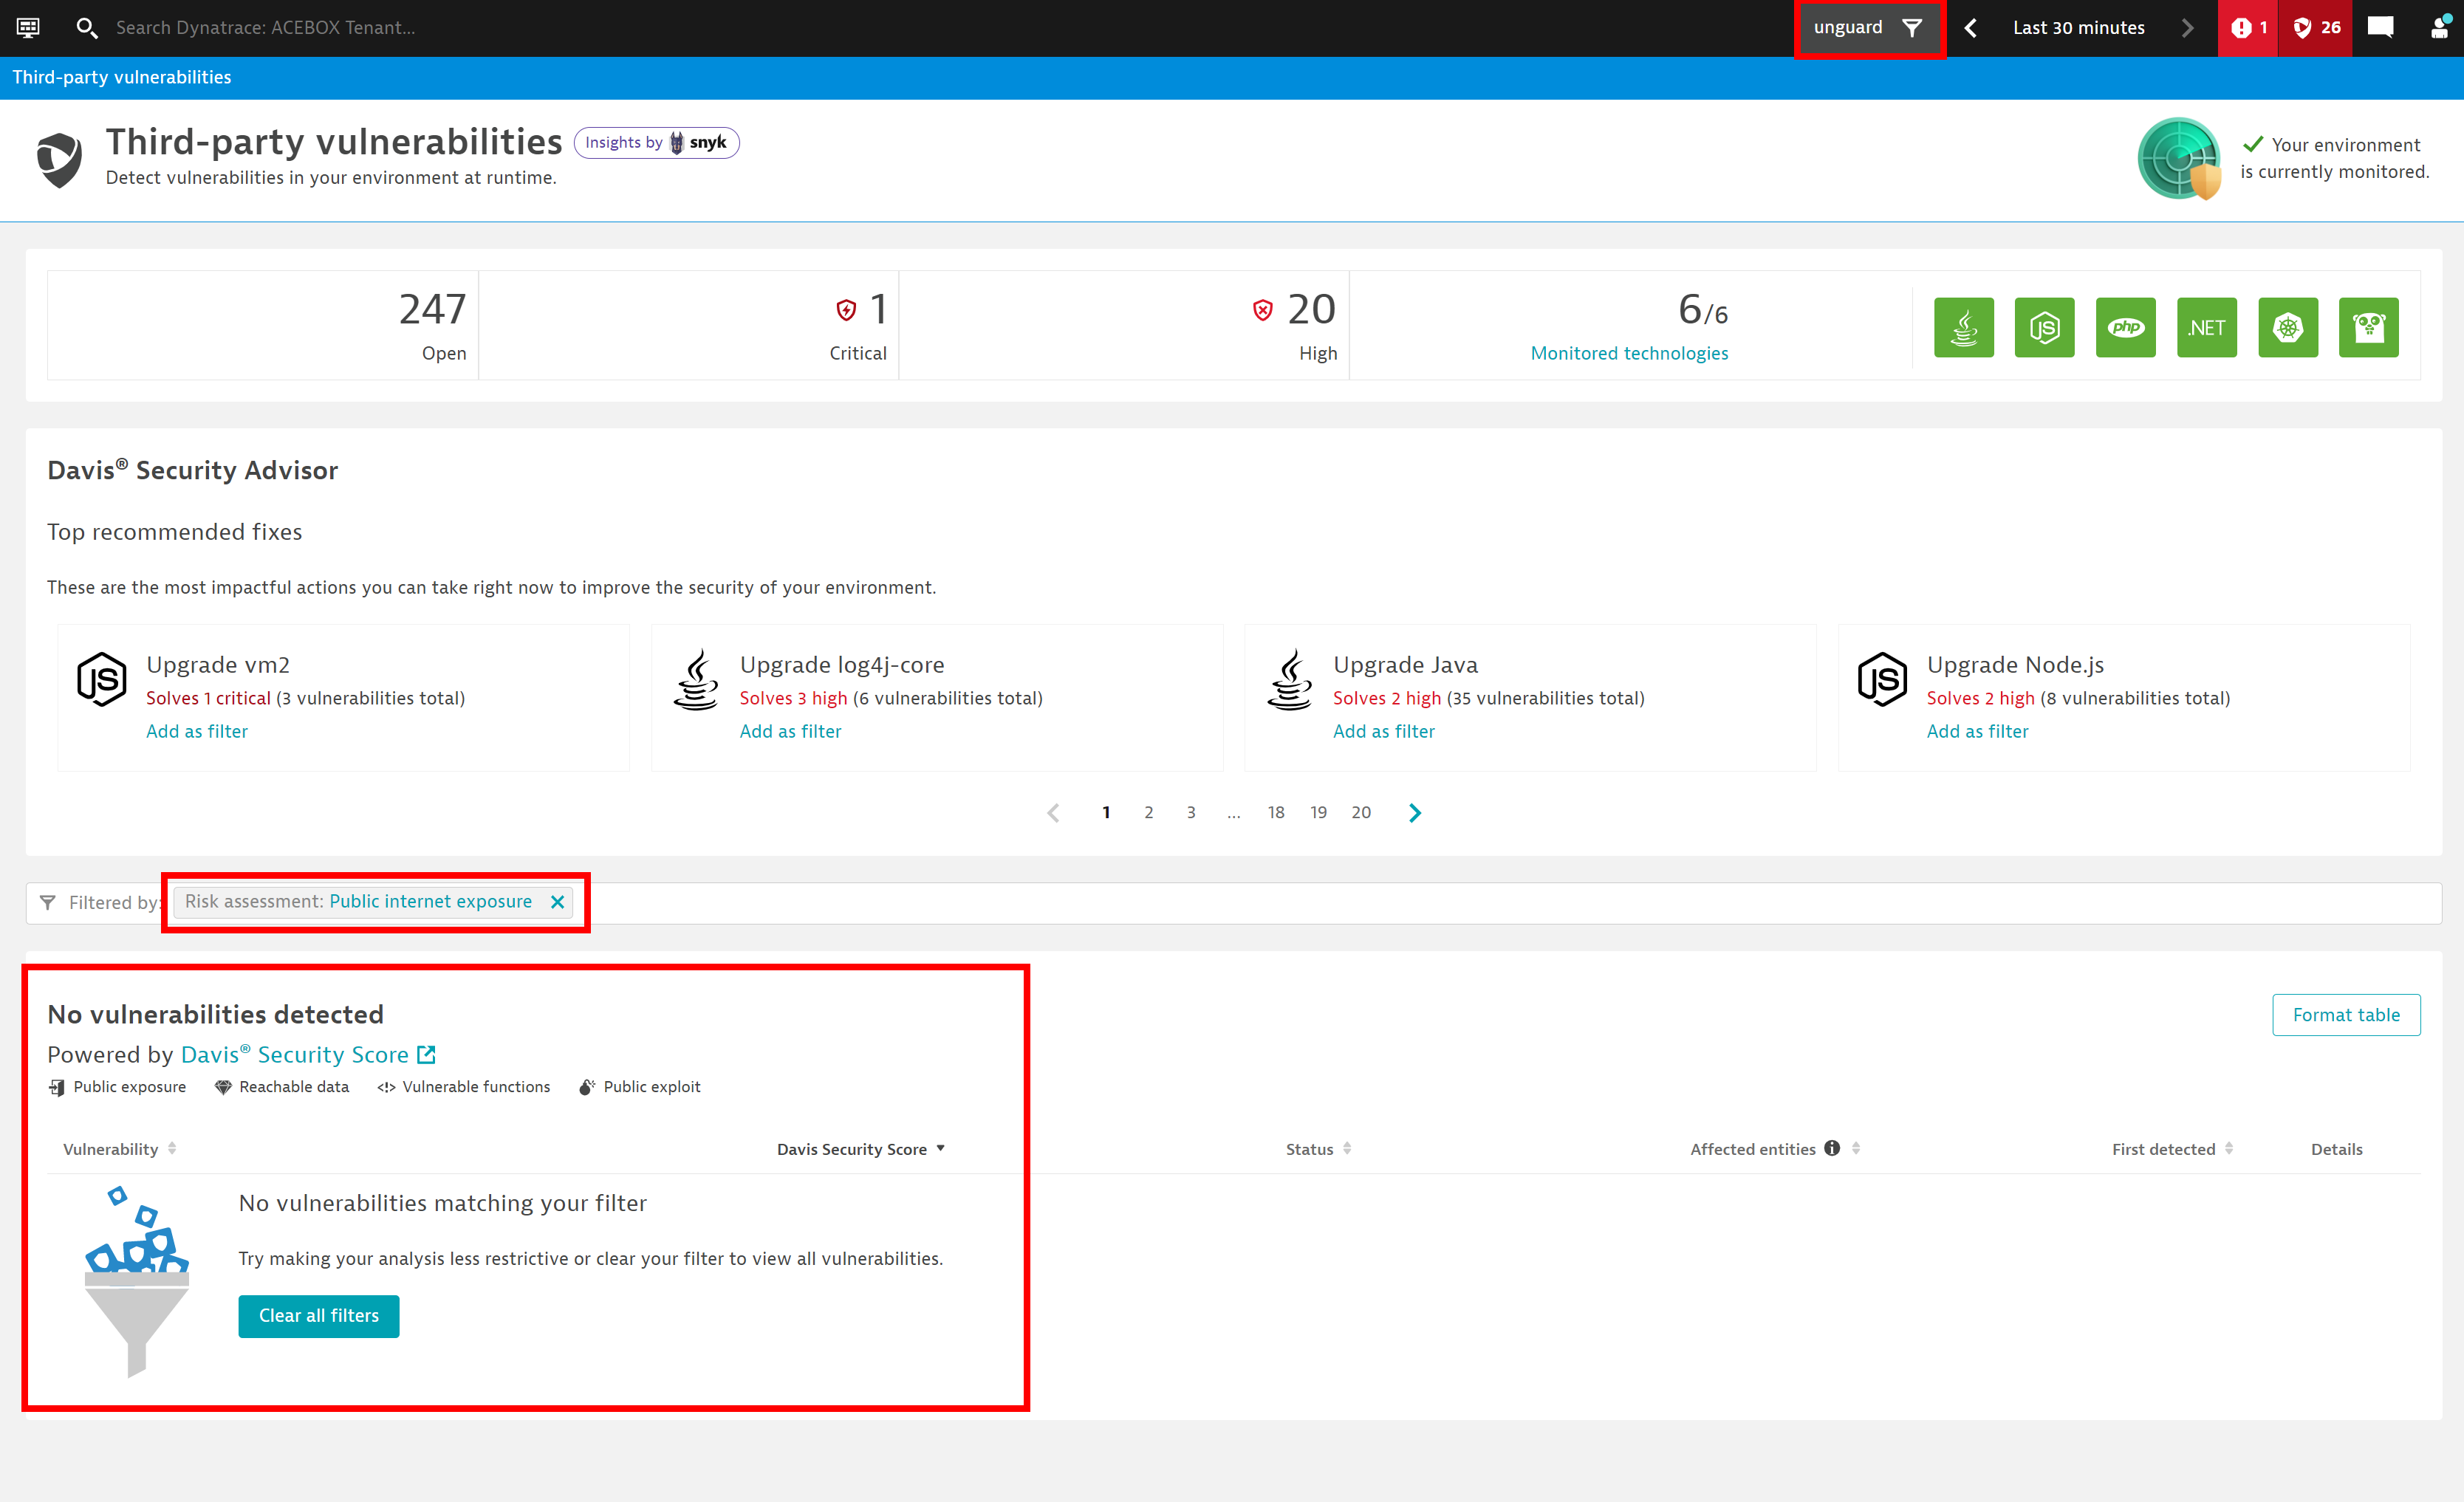 Search Dynatrace: ACEBOX Tenant...
unguard
Last 30 minutes
1
26
Third-party vulnerabilities
Third-party vulnerabilities
Insights by snyk
Detect vulnerabilities in your environment at runtime.
Your environment
is currently monitored.
247
Open
1
Critical
20
High
6/6
Monitored technologies
JS
php
.NET
Davis® Security Advisor
Top recommended fixes
These are the most impactful actions you can take right now to improve the security of your environment.
JS
Upgrade vm2
Solves 1 critical (3 vulnerabilities total)
Add as filter
Upgrade log4j-core
Solves 3 high (6 vulnerabilities total)
Add as filter
Upgrade Java
Solves 2 high (35 vulnerabilities total)
Add as filter
JS
Upgrade Node.js
Solves 2 high (8 vulnerabilities total)
Add as filter
1 2 3 ... 18 19 20
Filtered by: Risk assessment: Public internet exposure
No vulnerabilities detected
Format table
Powered by Davis® Security Score
Public exposure Reachable data Vulnerable functions Public exploit
Vulnerability Davis Security Score Status Affected entities First detected Details
No vulnerabilities matching your filter
Try making your analysis less restrictive or clear your filter to view all vulnerabilities.
Clear all filters